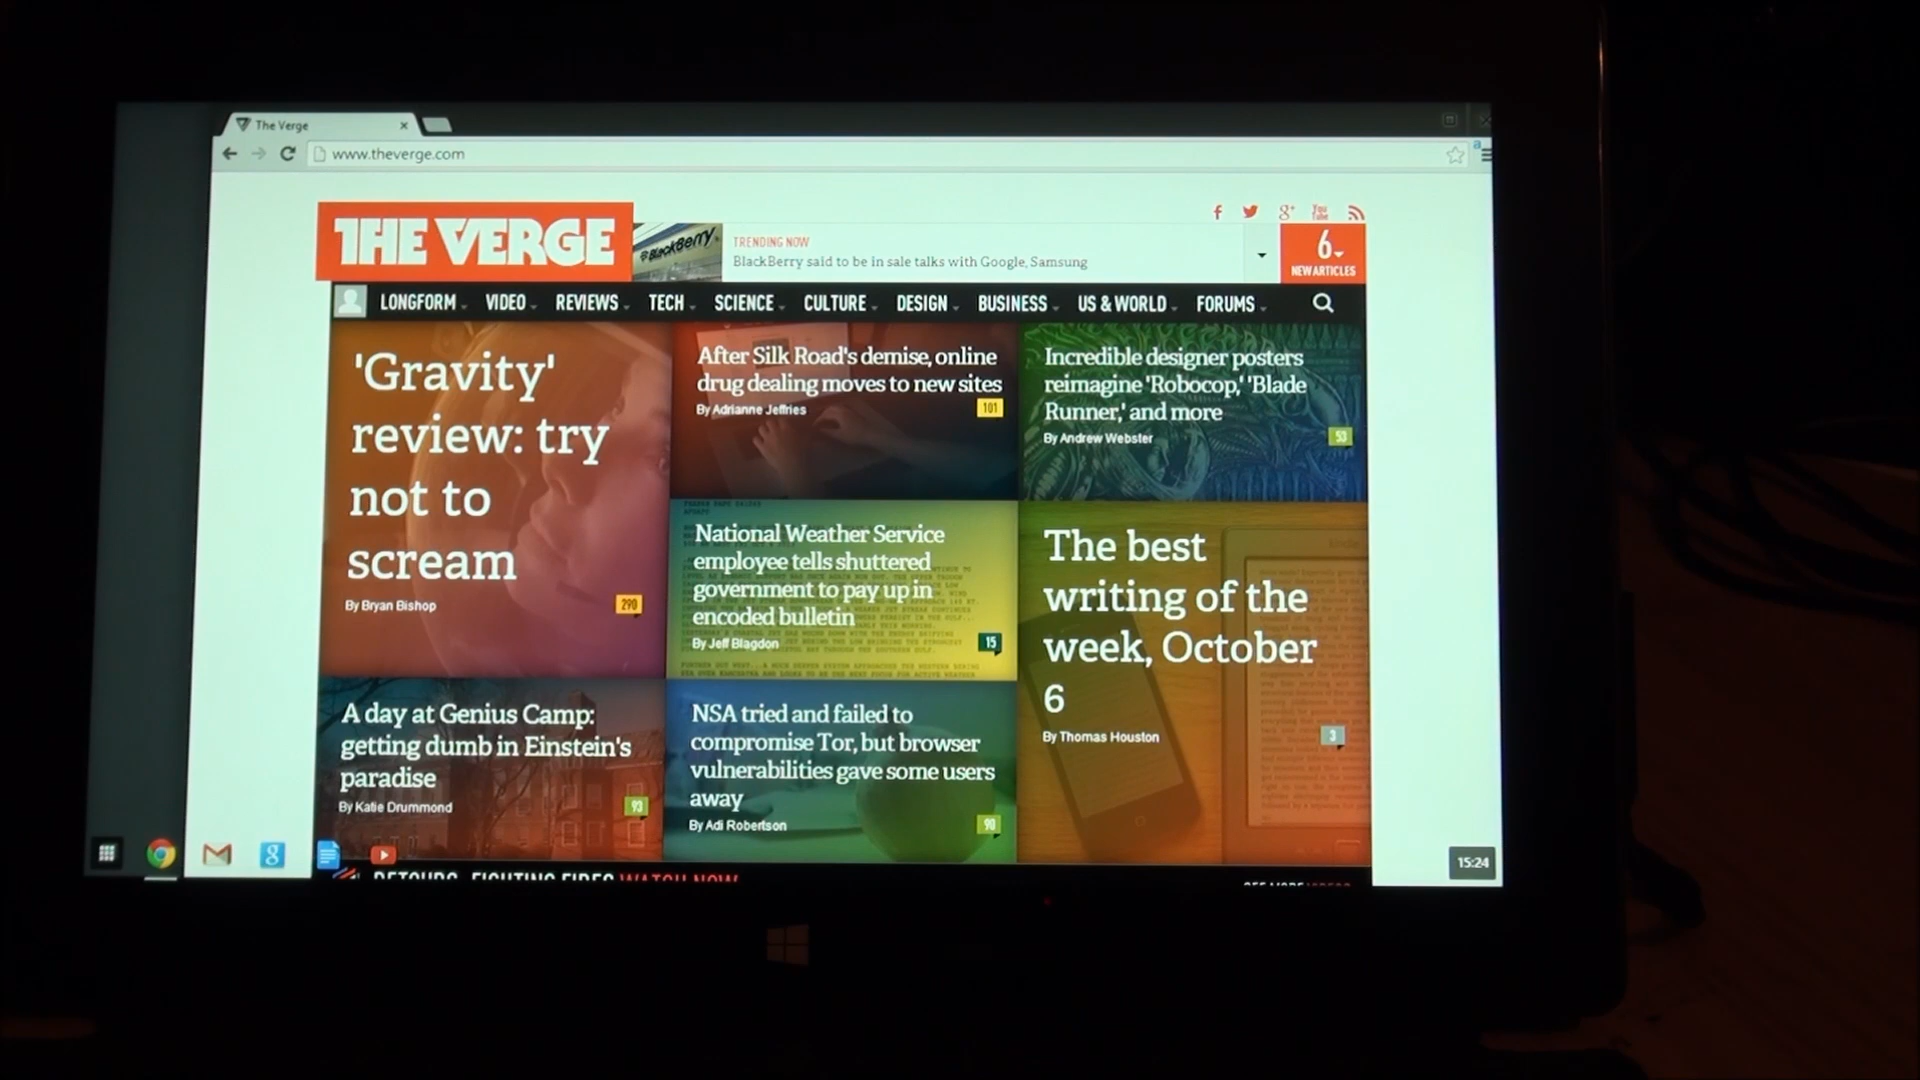 The Verge
www.theverge.com
THE VERGE
BlackBerry
TRENDING NOW
BlackBerry said to be in sale talks with Google, Samsung
6
NEW ARTICLES
LONGFORM VIDEO REVIEWS TECH SCIENCE CULTURE DESIGN BUSINESS US & WORLD FORUMS
'Gravity'
review: try
not to
scream
By Bryan Bishop
290
After Silk Road's demise, online
drug dealing moves to new sites
By Adrianne Jeffries
101
Incredible designer posters
reimagine 'Robocop,' 'Blade
Runner,' and more
By Andrew Webster
53
National Weather Service
employee tells shuttered
government to pay up in
encoded bulletin
By Jeff Blagdon
15
The best
writing of the
week, October
6
By Thomas Houston
3
A day at Genius Camp:
getting dumb in Einstein's
paradise
By Katie Drummond
93
NSA tried and failed to
compromise Tor, but browser
vulnerabilities gave some users
away
By Adi Robertson
90
DETOURS FIGHTING FIRES WATCH NOW
15:24